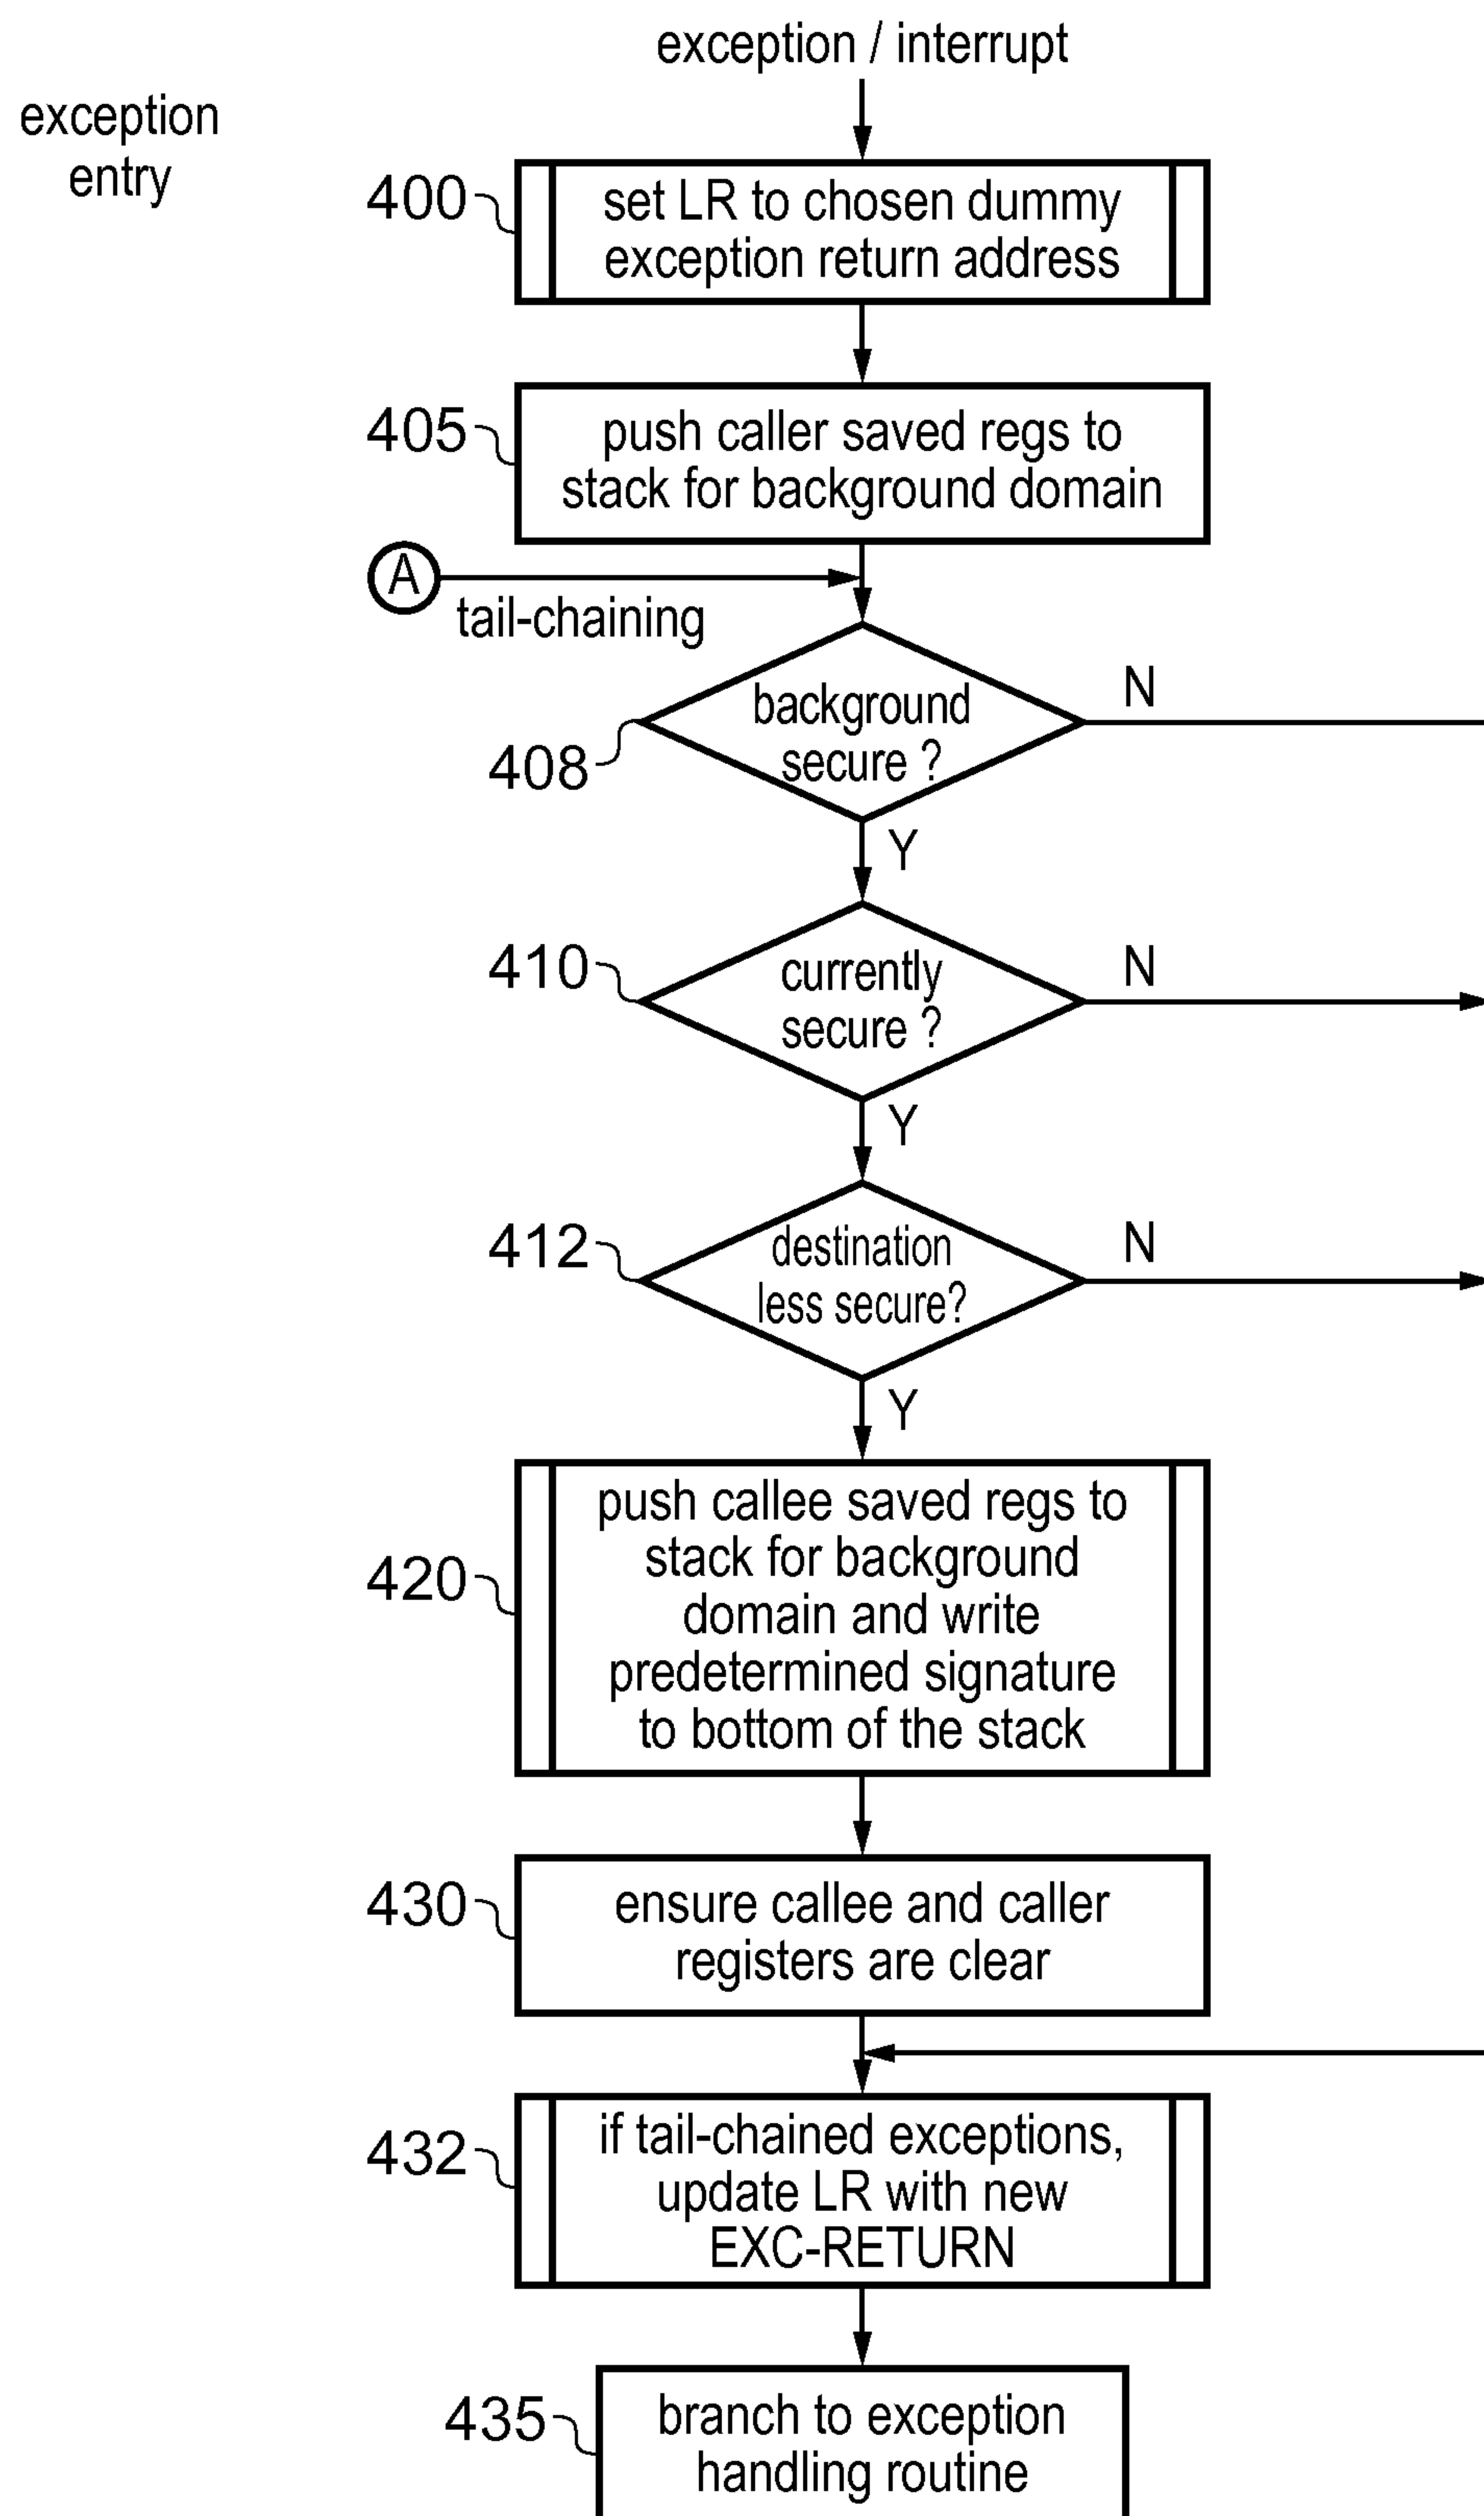 exception / interrupt
exception
entry
400
set LR to chosen dummy
exception return address
405
push caller saved regs to
stack for background domain
A
tail-chaining
background
secure ?
N
408
Y
410
currently
secure ?
N
Y
412
destination
less secure?
N
Y
420
push callee saved regs to
stack for background
domain and write
predetermined signature
to bottom of the stack
430
ensure callee and caller
registers are clear
432
if tail-chained exceptions,
update LR with new
EXC-RETURN
435
branch to exception
handling routine